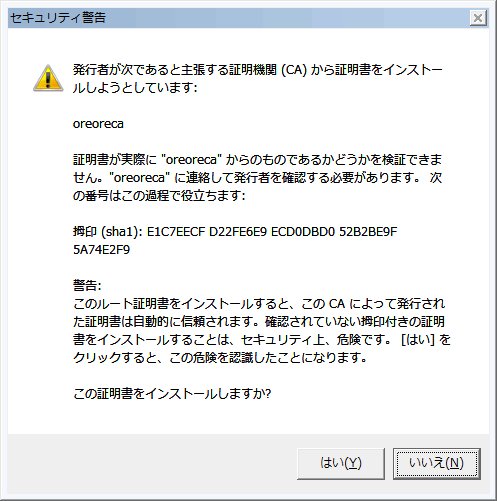 セキュリティ警告
発行者が次であると主張する証明機関 (CA) から証明書をインストー
ルしようとしています:
oreoreca
証明書が実際に "oreoreca" からのものであるかどうかを検証できま
せん。"oreoreca" に連絡して発行者を確認する必要があります。 次
の番号はこの過程で役立ちます:
拇印 (sha1): E1C7EECF D22FE6E9 ECD0DBD0 52B2BE9F
5A74E2F9
警告:
このルート証明書をインストールすると、この CA によって発行され
た証明書は自動的に信頼されます。確認されていない拇印付きの証明
書をインストールすることは、セキュリティ上、危険です。 [はい] を
クリックすると、この危険を認識したことになります。
この証明書をインストールしますか?
はい(Y)
いいえ(N)